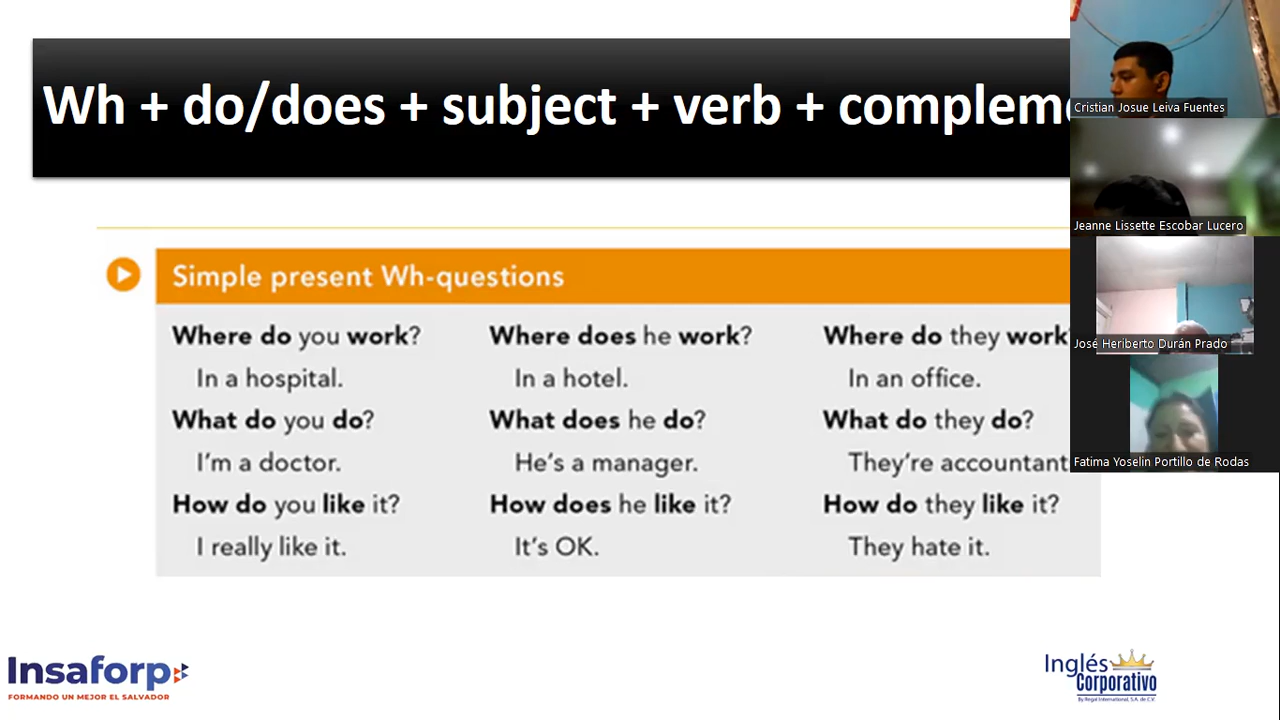 Wh + do/does + subject + verb + complem
Simple present Wh-questions
Where do you work? Where does he work? Where do they work?
In a hospital. In a hotel. In an office.
What do you do? What does he do? What do they do?
I'm a doctor. He's a manager. They're accountant
How do you like it? How does he like it? How do they like it?
I really like it. It's OK. They hate it.
Cristian Josue Leiva Fuentes
Jeanne Lissette Escobar Lucero
José Heriberto Durán Prado
Fatima Yoselin Portillo de Rodas
Insaforp
FORMANDO UN MEJOR EL SALVADOR
Inglés
Corporativo
By Regal International, S.A. de C.V.